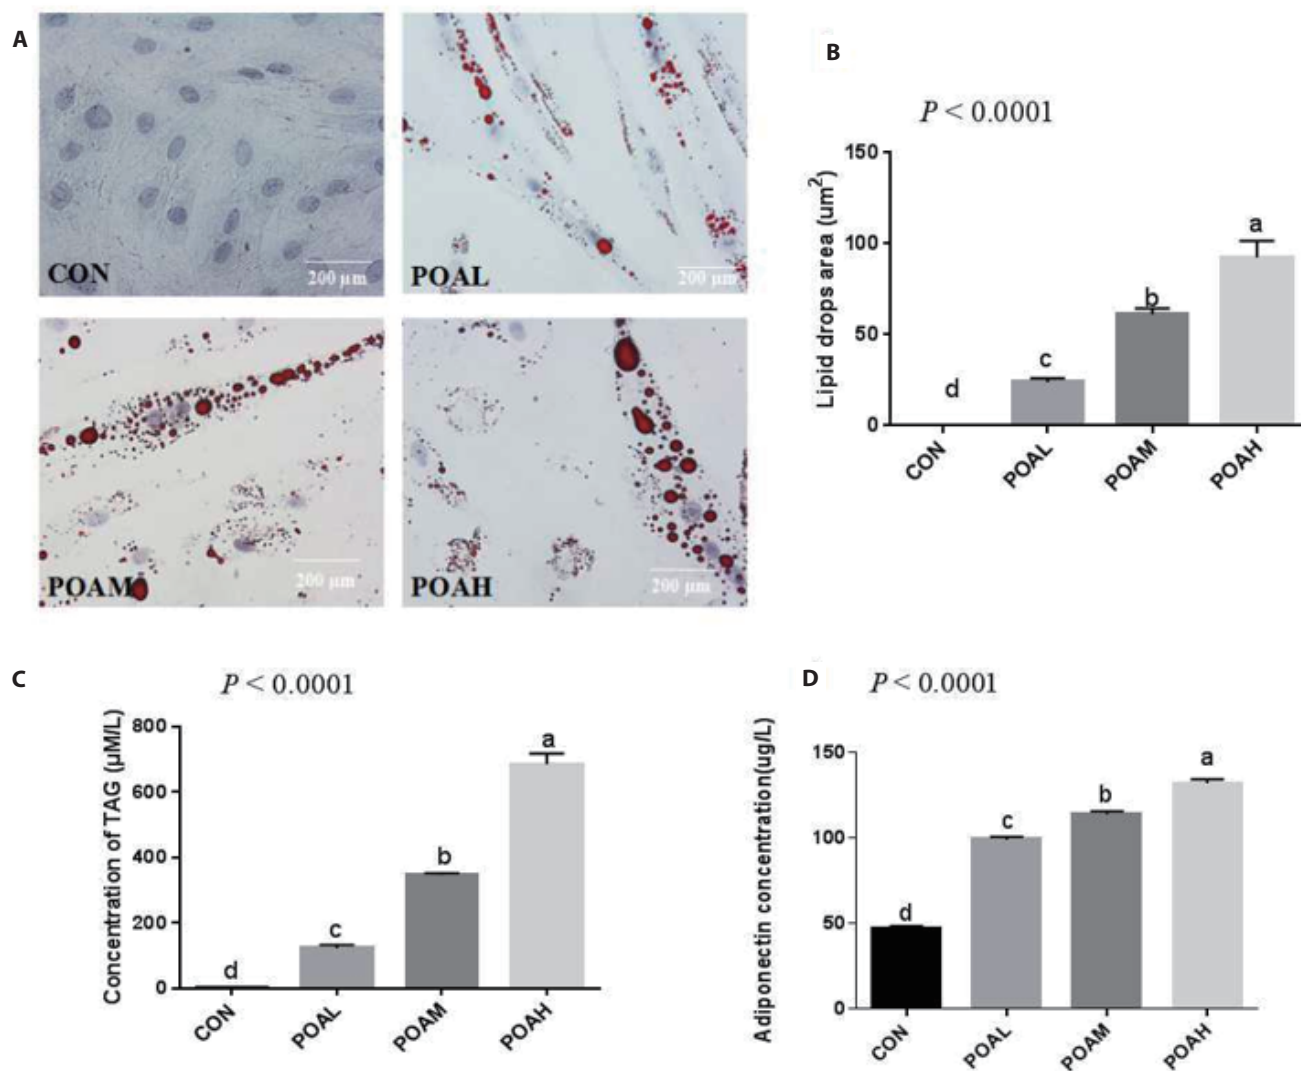 A
CON
200 µm
POAL
200 µm
POAM
200 µm
POAH
200 µm
B
P < 0.0001
Lipid drops area (um²)
150
100
50
0
d
c
b
a
CON
POAL
POAM
POAH
C
P < 0.0001
Concentration of TAG (µM/L)
800
600
400
200
0
d
c
b
a
CON
POAL
POAM
POAH
D
P < 0.0001
Adiponectin concentration(ug/L)
150
100
50
0
d
c
b
a
CON
POAL
POAM
POAH